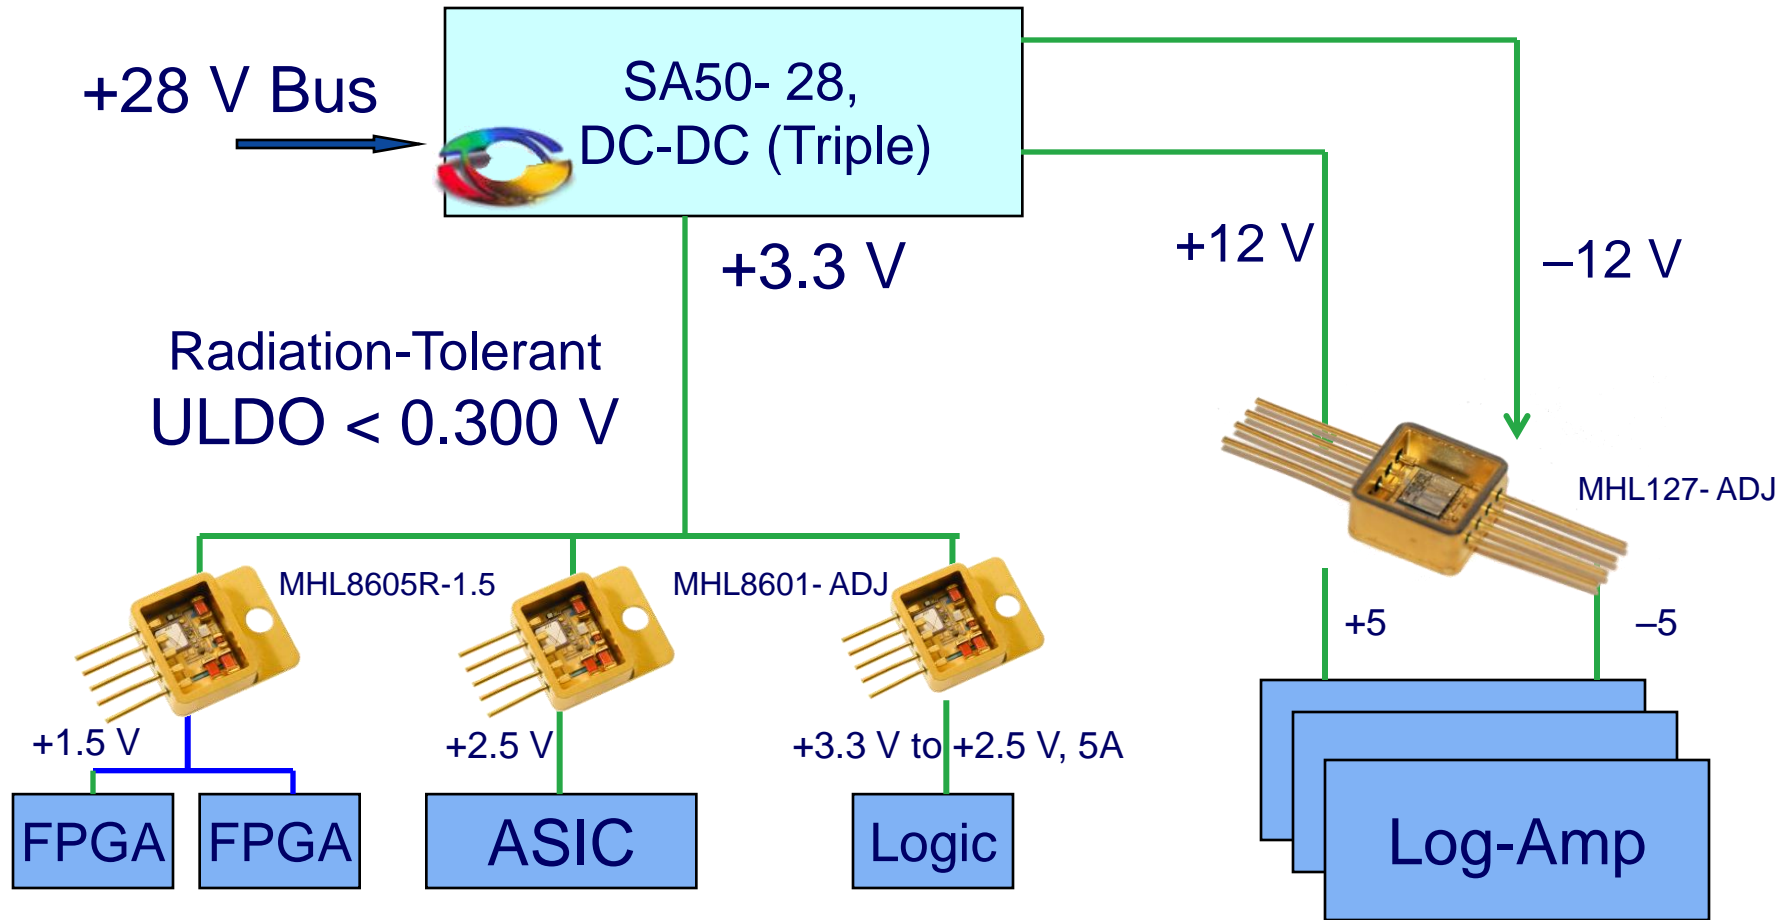 +28 V Bus
SA50- 28,
DC-DC (Triple)
+3.3 V
+12 V
–12 V
Radiation-Tolerant
ULDO < 0.300 V
MHL127- ADJ
MHL8605R-1.5
MHL8601- ADJ
+5
–5
+1.5 V
+2.5 V
+3.3 V to +2.5 V, 5A
FPGA
FPGA
ASIC
Logic
Log-Amp